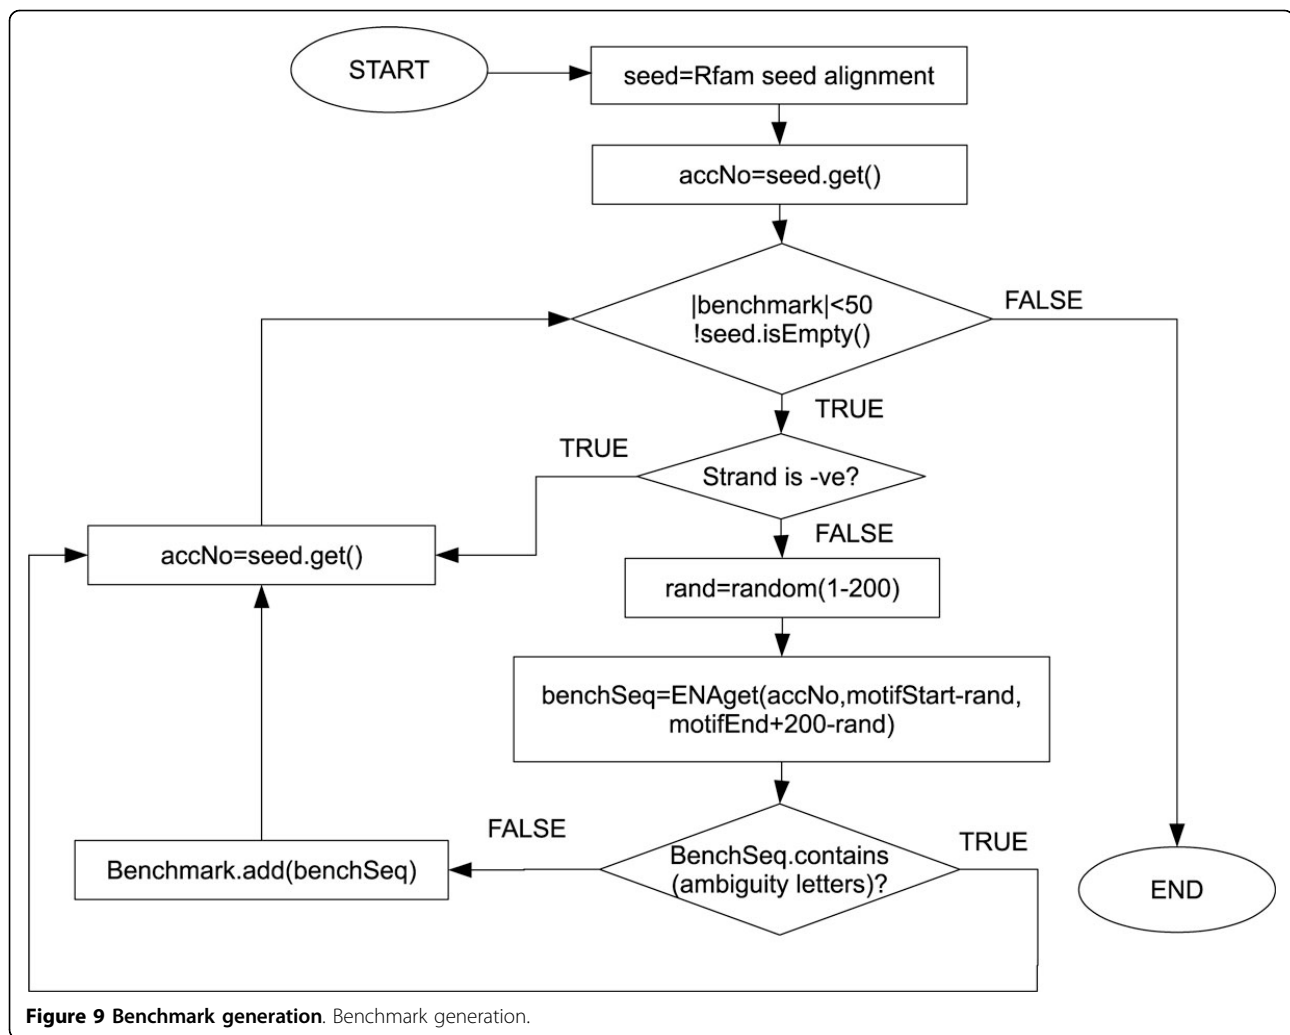 START
seed=Rfam seed alignment
accNo=seed.get()
|benchmark|<50
!seed.isEmpty()
FALSE
TRUE
TRUE
Strand is -ve?
FALSE
accNo=seed.get()
rand=random(1-200)
benchSeq=ENAget(accNo,motifStart-rand,
motifEnd+200-rand)
FALSE
TRUE
Benchmark.add(benchSeq)
BenchSeq.contains
(ambiguity letters)?
END
Figure 9 Benchmark generation. Benchmark generation.